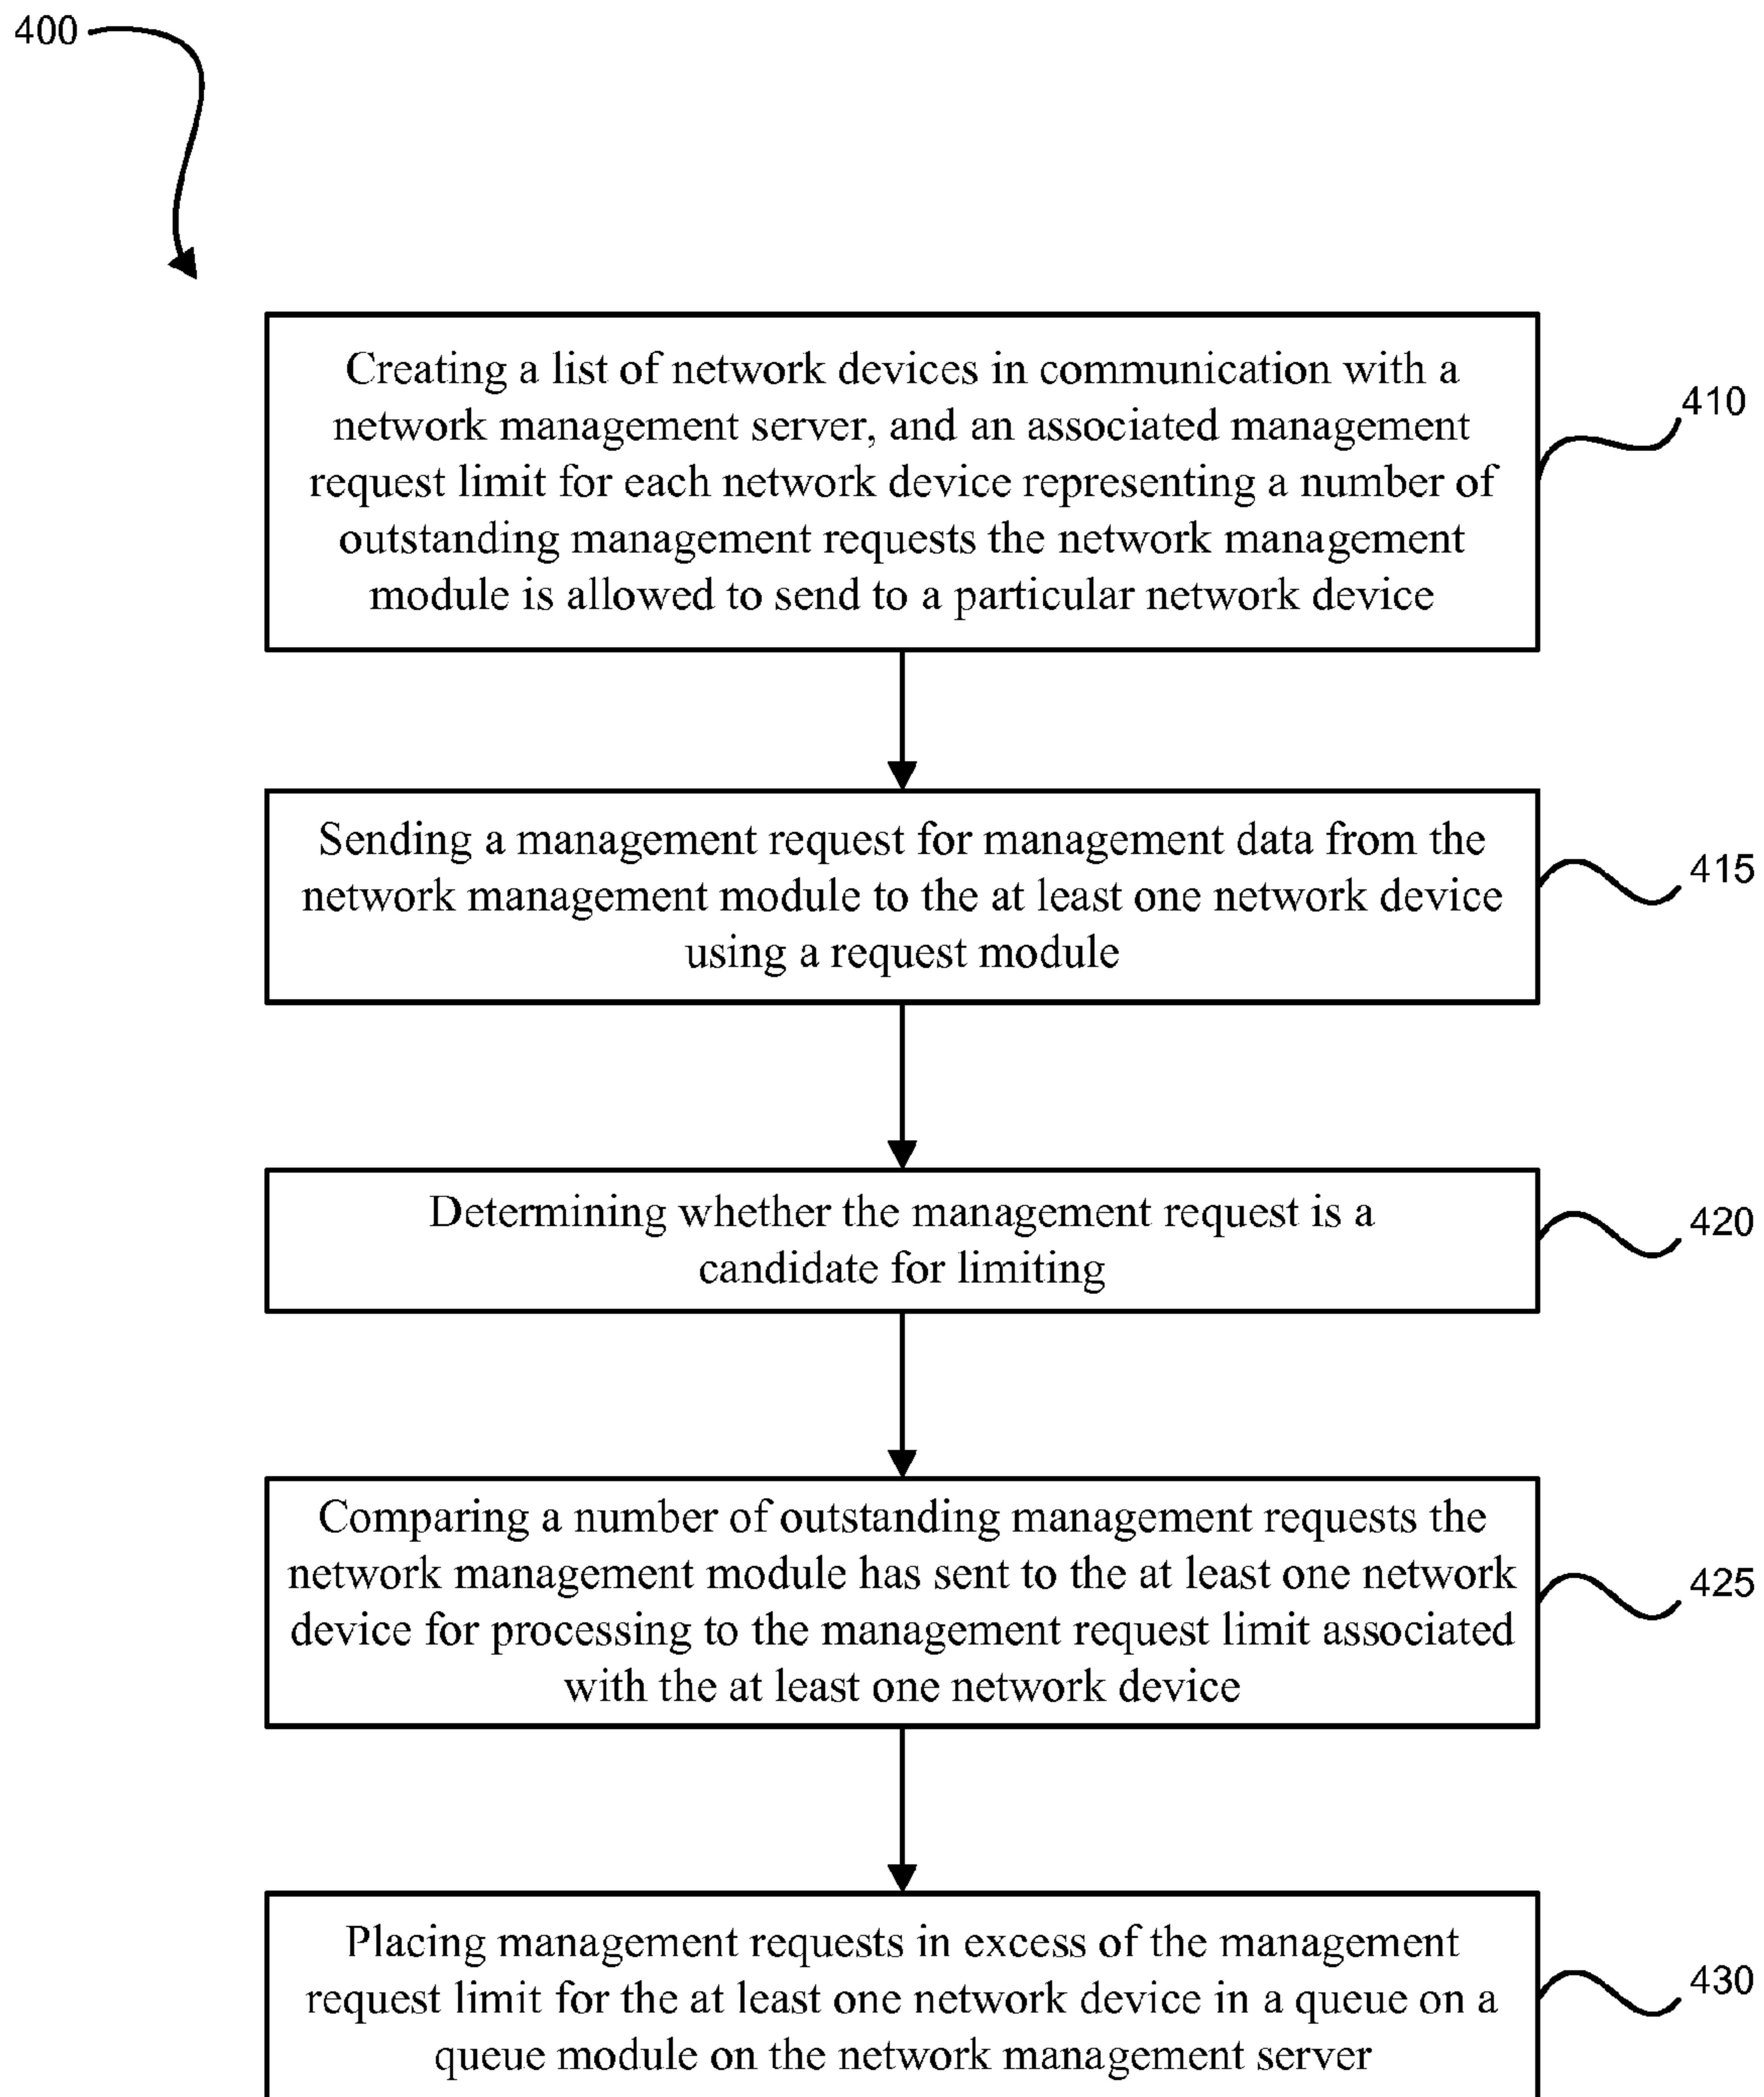 400
Creating a list of network devices in communication with a
network management server, and an associated management
request limit for each network device representing a number of
outstanding management requests the network management
module is allowed to send to a particular network device
410
Sending a management request for management data from the
network management module to the at least one network device
using a request module
415
Determining whether the management request is a
candidate for limiting
420
Comparing a number of outstanding management requests the
network management module has sent to the at least one network
device for processing to the management request limit associated
with the at least one network device
425
Placing management requests in excess of the management
request limit for the at least one network device in a queue on a
queue module on the network management server
430